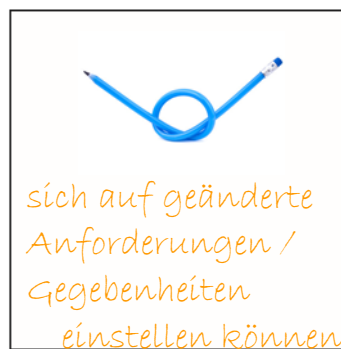 sich auf geänderte
Anforderungen /
Gegebenheiten
einstellen können